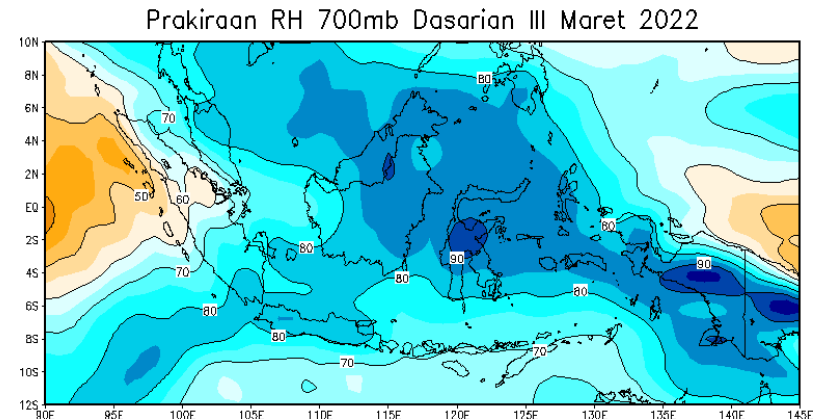 Prakiraan RH 700mb Dasarian III Maret 2022
10N
8N
6N
4N
2N
EQ
2S
4S
6S
8S
10S
12S
80E 95E 100E 105E 110E 115E 120E 125E 130E 135E 140E 145E
80
70
60
50
80
80
90
90
70
80
80
80
80
70
70